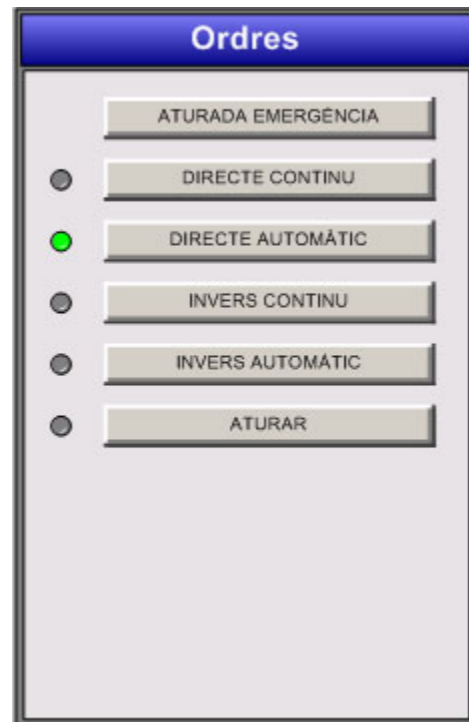 Ordres
ATURADA EMERGÈNCIA
DIRECTE CONTINU
DIRECTE AUTOMÀTIC
INVERS CONTINU
INVERS AUTOMÀTIC
ATURAR